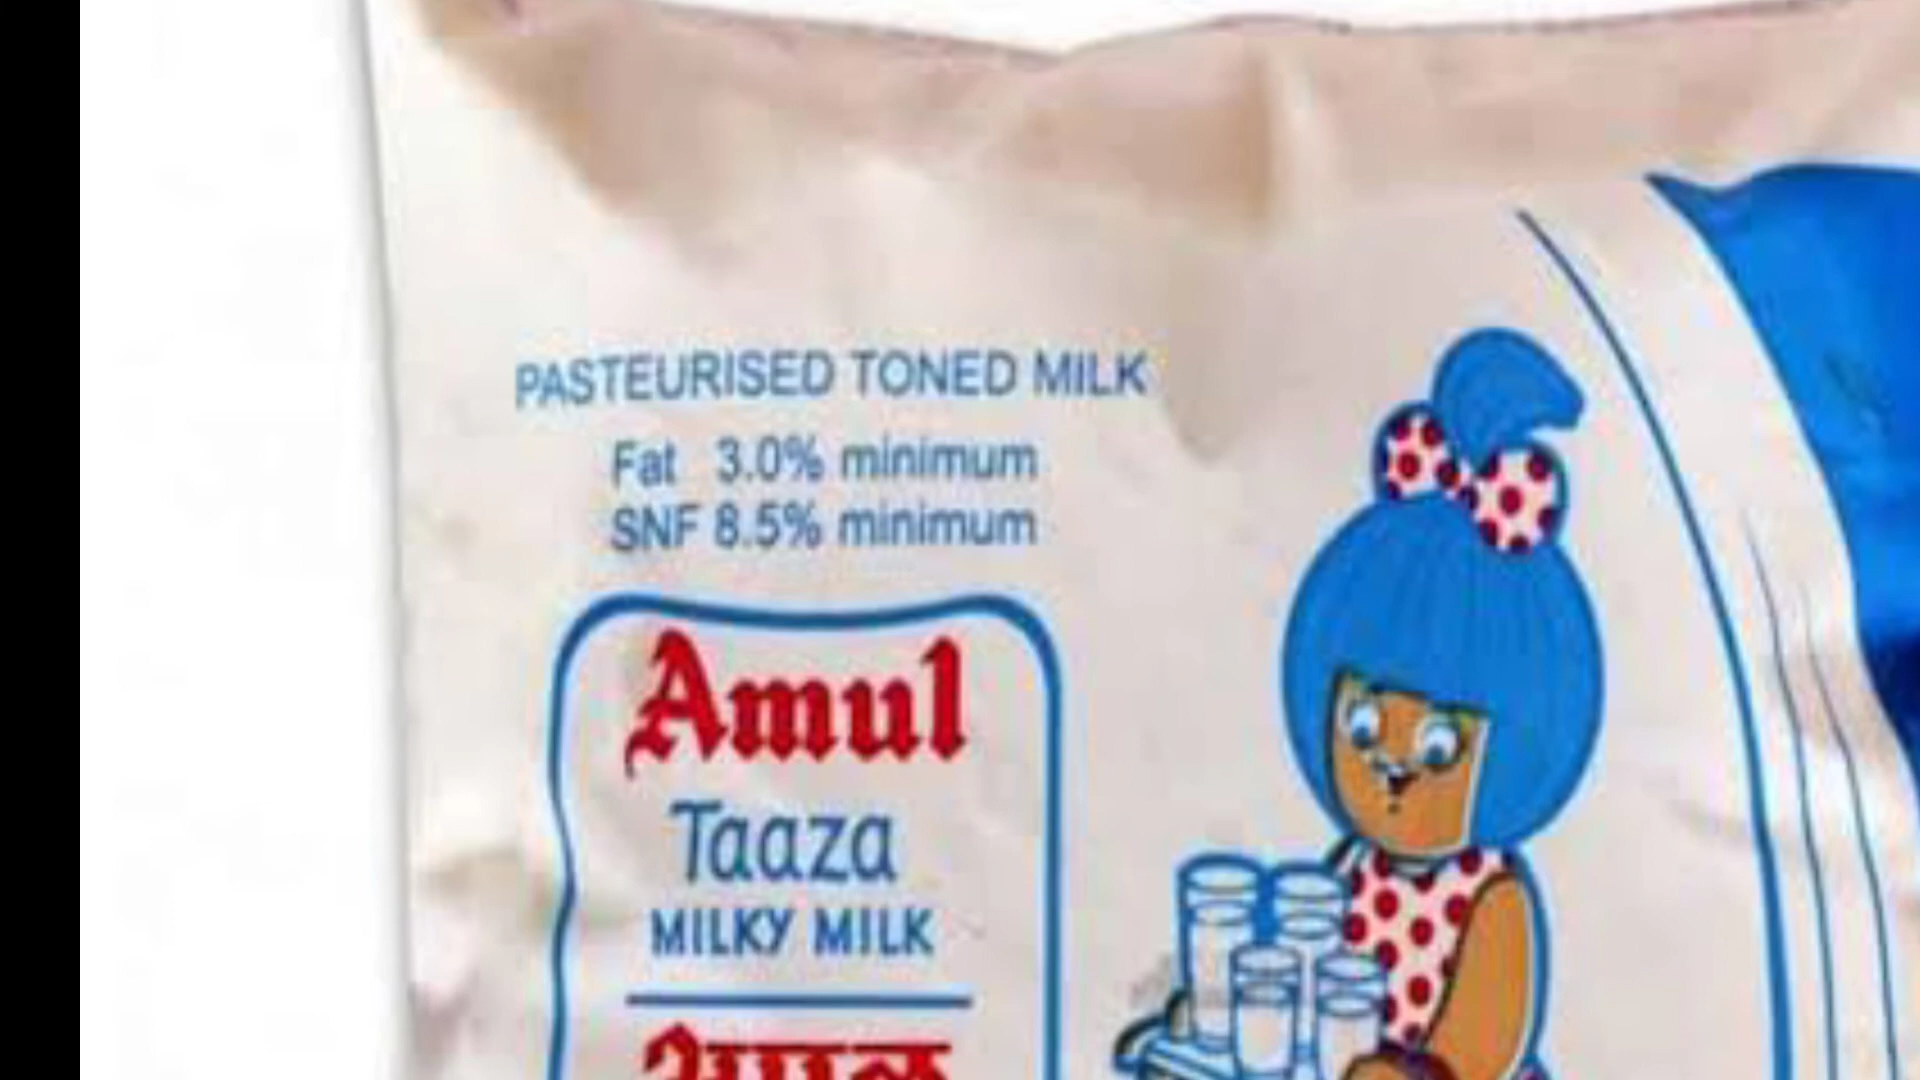 PASTEURISED TONED MILK
Fat 3.0% minimum
SNF 8.5% minimum
Amul
Taaza
MILKY MILK